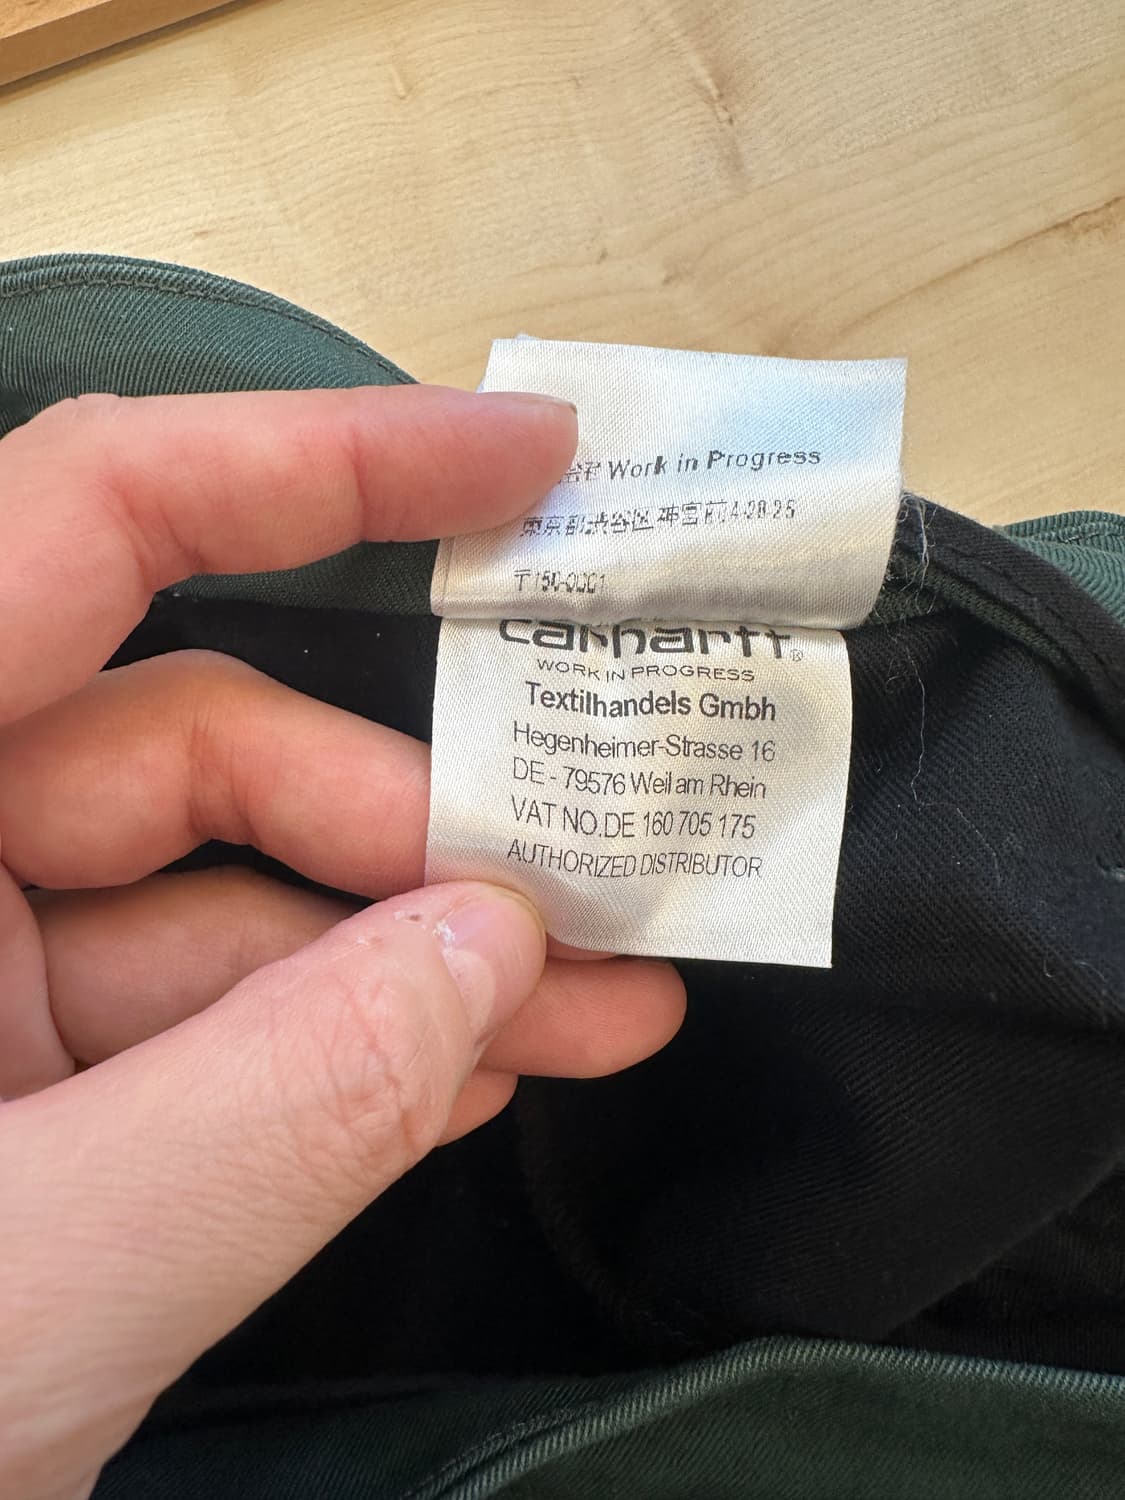 Work in Progress
東京都渋谷区神宮前4-28-25
〒150-0001
carhartt®
WORK IN PROGRESS
Textilhandels Gmbh
Hegenheimer-Strasse 16
DE - 79576 Weil am Rhein
VAT NO.DE 160 705 175
AUTHORIZED DISTRIBUTOR